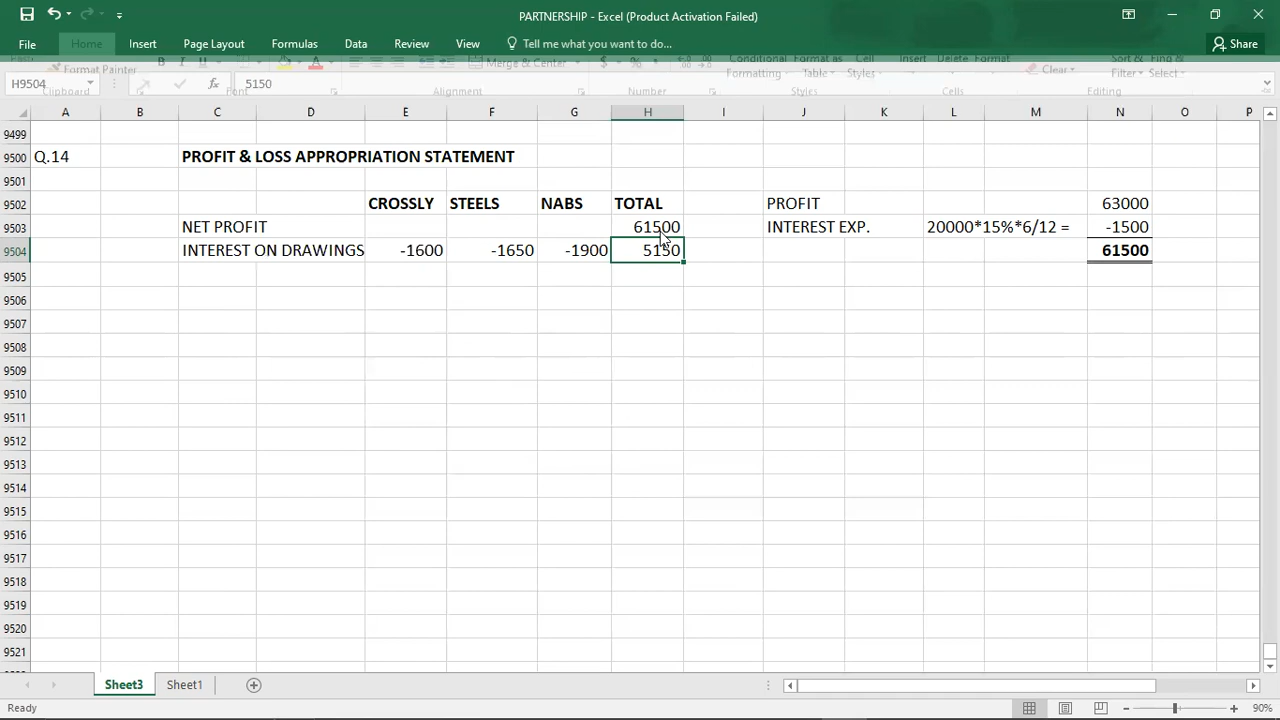 PARTNERSHIP - Excel (Product Activation Failed)
File Home Insert Page Layout Formulas Data Review View Tell me what you want to do... Share
Format Painter B I U Merge & Center $ % Conditional Format as Cell Insert Delete Format Clear Sort & Find &
Formatting Table Styles Filter Select
Clipboard Font Alignment Number Styles Cells Editing
H9504 fx 5150
A B C D E F G H I J K L M N O P
9499
9500 Q.14 PROFIT & LOSS APPROPRIATION STATEMENT
9501
9502 CROSSLY STEELS NABS TOTAL PROFIT 63000
9503 NET PROFIT 61500 INTEREST EXP. 20000*15%*6/12 = -1500
9504 INTEREST ON DRAWINGS -1600 -1650 -1900 5150 61500
9505
9506
9507
9508
9509
9510
9511
9512
9513
9514
9515
9516
9517
9518
9519
9520
9521
Sheet3 Sheet1
Ready 90%